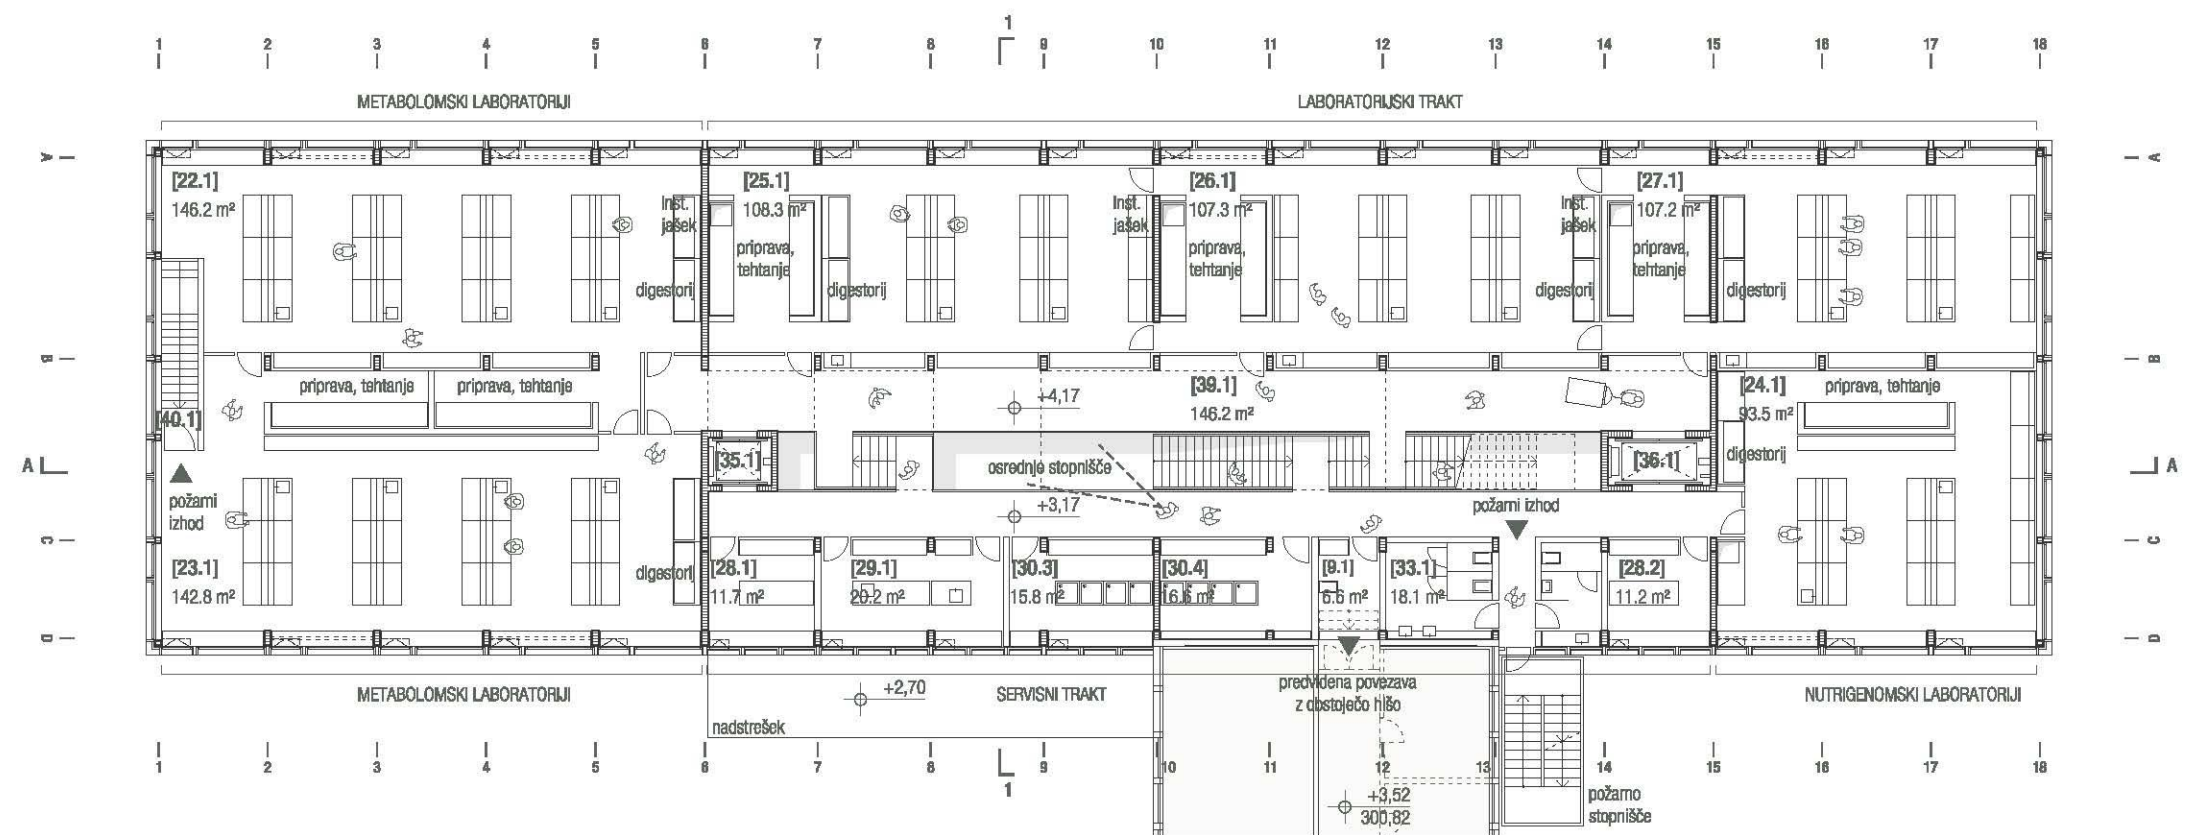 1
1 2 3 4 5 6 7 8 9 10 11 12 13 14 15 16 17 18
METABOLOMSKI LABORATORIJI
LABORATORIJSKI TRAKT
A
A
[22.1]
146.2 m²
Inst.
jašek
digestorij
[25.1]
108.3 m²
priprava,
tehtanje
digestorij
Inst.
jašek
[26.1]
107.3 m²
priprava,
tehtanje
Inst.
jašek
digestorij
[27.1]
107.2 m²
priprava,
tehtanje
digestorij
B
B
priprava, tehtanje
priprava, tehtanje
[40.1]
+4,17
[39.1]
146.2 m²
[24.1]
93.5 m²
priprava, tehtanje
digestorij
A
A
[35.1]
osrednje stopnišče
[36.1]
požarni
izhod
+3,17
požarni izhod
C
C
[23.1]
142.8 m²
digestorij
[28.1]
11.7 m²
[29.1]
20.2 m²
[30.3]
15.8 m²
[30.4]
16.6 m²
[9.1]
6.6 m²
[33.1]
18.1 m²
[28.2]
11.2 m²
D
D
METABOLOMSKI LABORATORIJI
+2,70
SERVISNI TRAKT
predvidena povezava
z obstoječo hišo
NUTRIGENOMSKI LABORATORIJI
nadstrešek
1 2 3 4 5 6 7 8 9 10 11 12 13 14 15 16 17 18
1
+3,52
300,82
požarno
stopnišče